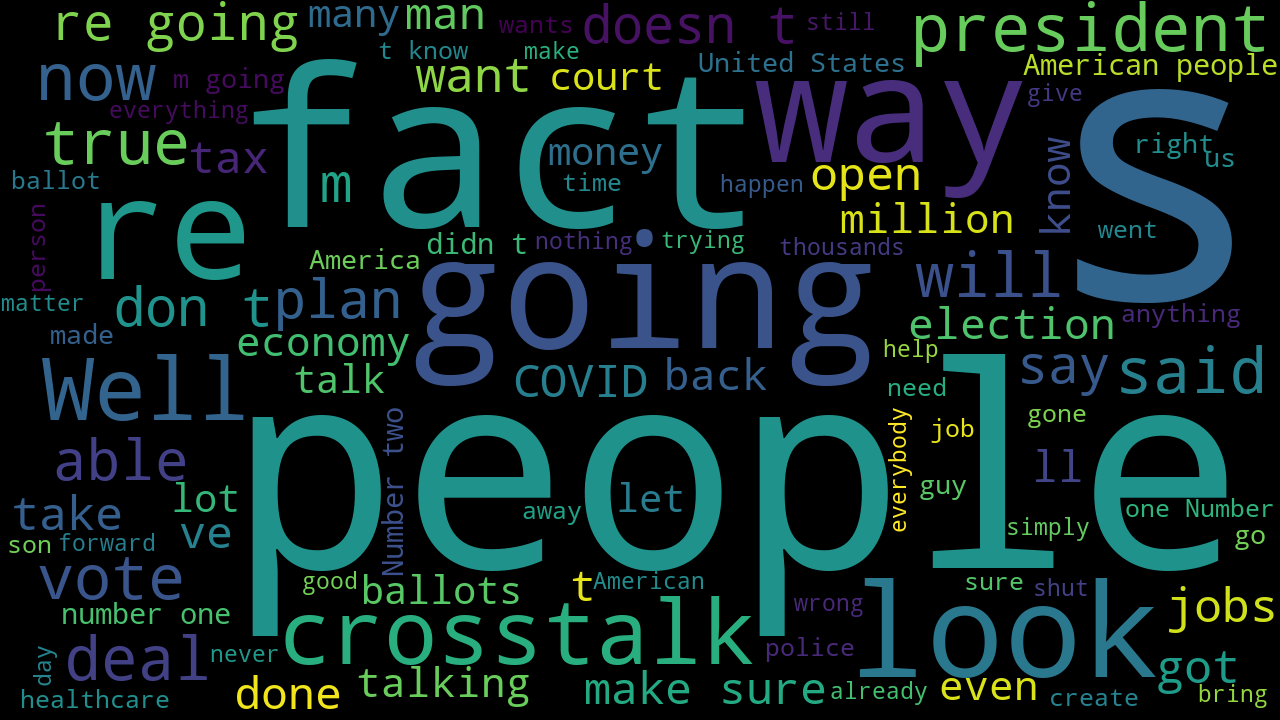 re going
many
man
wants
doesn t
still
president
t know
make
now
m going
want
court
United States
American people
everything
fact
way
s
give
true
tax
m
money
time
happen
open
know
right
us
ballot
re
million
person
America
didn t
nothing
trying
thousands
went
matter
don t
plan
going
will
anything
made
economy
election
help
Well
talk
COVID
back
say
said
need
people
Number two
everybody
job
gone
able
lot
let
guy
ll
take
ve
away
simply
one Number
go
son
forward
vote
good
ballots
t
American
sure
shut
number one
crosstalk
wrong
look
jobs
day
deal
never
police
got
healthcare
done
talking
make sure
already
even
create
bring